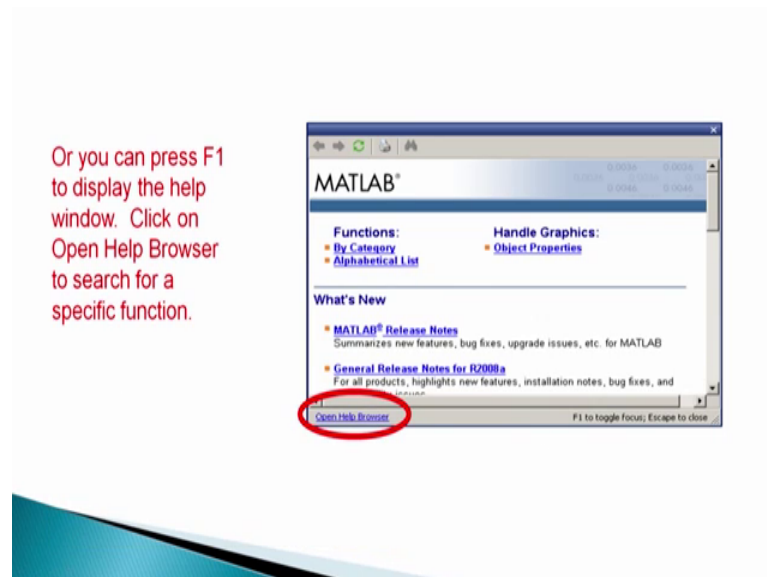 Or you can press F1
to display the help
window. Click on
Open Help Browser
to search for a
specific function.
MATLAB®
Functions:
By Category
Alphabetical List
Handle Graphics:
Object Properties
What's New
MATLAB® Release Notes
Summarizes new features, bug fixes, upgrade issues, etc. for MATLAB
General Release Notes for R2008a
For all products, highlights new features, installation notes, bug fixes, and
Open Help Browser
F1 to toggle focus; Escape to close